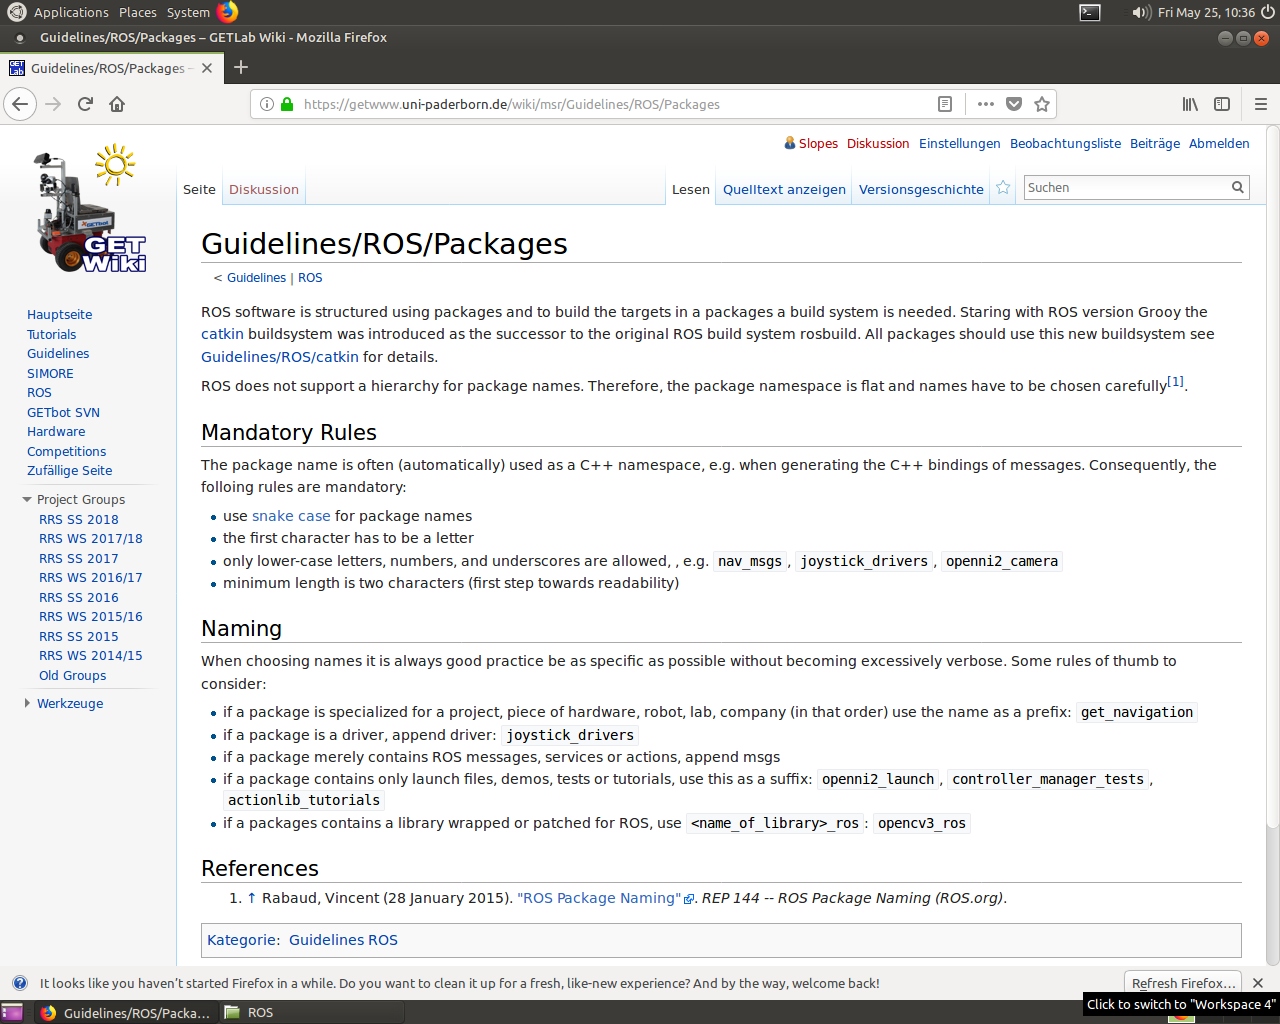 Applications Places System Fri May 25, 10:36
Guidelines/ROS/Packages – GETLab Wiki - Mozilla Firefox
GET Lab Guidelines/ROS/Packages –
https://getwww.uni-paderborn.de/wiki/msr/Guidelines/ROS/Packages
Slopes Diskussion Einstellungen Beobachtungsliste Beiträge Abmelden
Seite Diskussion Lesen Quelltext anzeigen Versionsgeschichte Suchen
GET
Wiki
Hauptseite
Tutorials
Guidelines
SIMORE
ROS
GETbot SVN
Hardware
Competitions
Zufällige Seite
Project Groups
RRS SS 2018
RRS WS 2017/18
RRS SS 2017
RRS WS 2016/17
RRS SS 2016
RRS WS 2015/16
RRS SS 2015
RRS WS 2014/15
Old Groups
Werkzeuge
Guidelines/ROS/Packages
< Guidelines | ROS
ROS software is structured using packages and to build the targets in a packages a build system is needed. Staring with ROS version Grooy the
catkin buildsystem was introduced as the successor to the original ROS build system rosbuild. All packages should use this new buildsystem see
Guidelines/ROS/catkin for details.
ROS does not support a hierarchy for package names. Therefore, the package namespace is flat and names have to be chosen carefully[1].
Mandatory Rules
The package name is often (automatically) used as a C++ namespace, e.g. when generating the C++ bindings of messages. Consequently, the
folloing rules are mandatory:
use snake case for package names
the first character has to be a letter
only lower-case letters, numbers, and underscores are allowed, , e.g. nav_msgs, joystick_drivers, openni2_camera
minimum length is two characters (first step towards readability)
Naming
When choosing names it is always good practice be as specific as possible without becoming excessively verbose. Some rules of thumb to
consider:
if a package is specialized for a project, piece of hardware, robot, lab, company (in that order) use the name as a prefix: get_navigation
if a package is a driver, append driver: joystick_drivers
if a package merely contains ROS messages, services or actions, append msgs
if a package contains only launch files, demos, tests or tutorials, use this as a suffix: openni2_launch, controller_manager_tests,
actionlib_tutorials
if a packages contains a library wrapped or patched for ROS, use <name_of_library>_ros: opencv3_ros
References
1. ↑ Rabaud, Vincent (28 January 2015). "ROS Package Naming". REP 144 -- ROS Package Naming (ROS.org).
Kategorie: Guidelines ROS
It looks like you haven’t started Firefox in a while. Do you want to clean it up for a fresh, like-new experience? And by the way, welcome back! Refresh Firefox…
Click to switch to "Workspace 4"
Guidelines/ROS/Packa… ROS